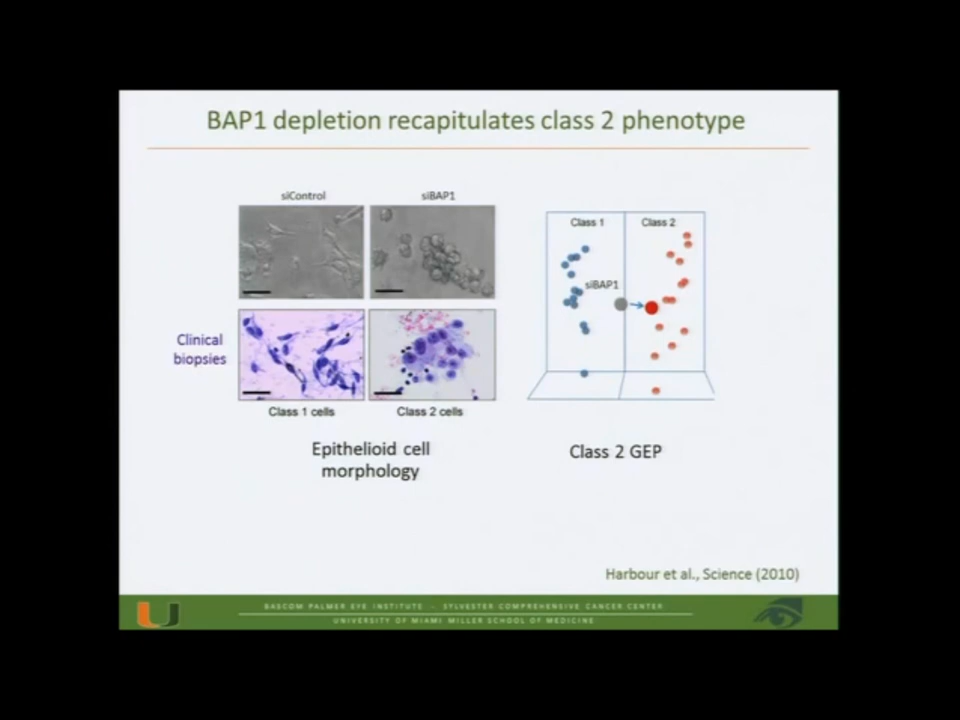 BAP1 depletion recapitulates class 2 phenotype
siControl
siBAP1
Clinical
biopsies
Class 1 cells
Class 2 cells
Epithelioid cell
morphology
Class 1
Class 2
siBAP1
Class 2 GEP
Harbour et al., Science (2010)
U
BASCOM PALMER EYE INSTITUTE - SYLVESTER COMPREHENSIVE CANCER CENTER
UNIVERSITY OF MIAMI MILLER SCHOOL OF MEDICINE